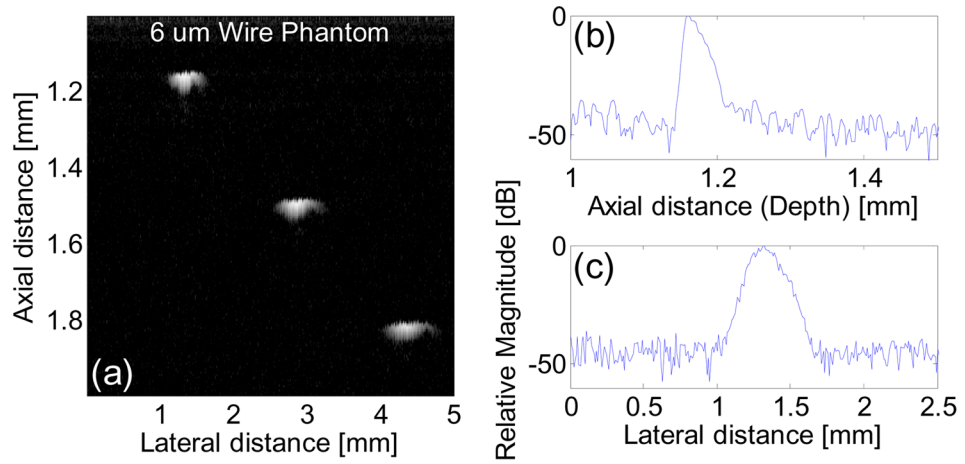 6 um Wire Phantom
Axial distance [mm]
1.2
1.4
1.6
1.8
(a)
1 2 3 4 5
Lateral distance [mm]
Relative Magnitude [dB]
(b)
0
-50
1 1.2 1.4
Axial distance (Depth) [mm]
(c)
0
-50
0 0.5 1 1.5 2 2.5
Lateral distance [mm]